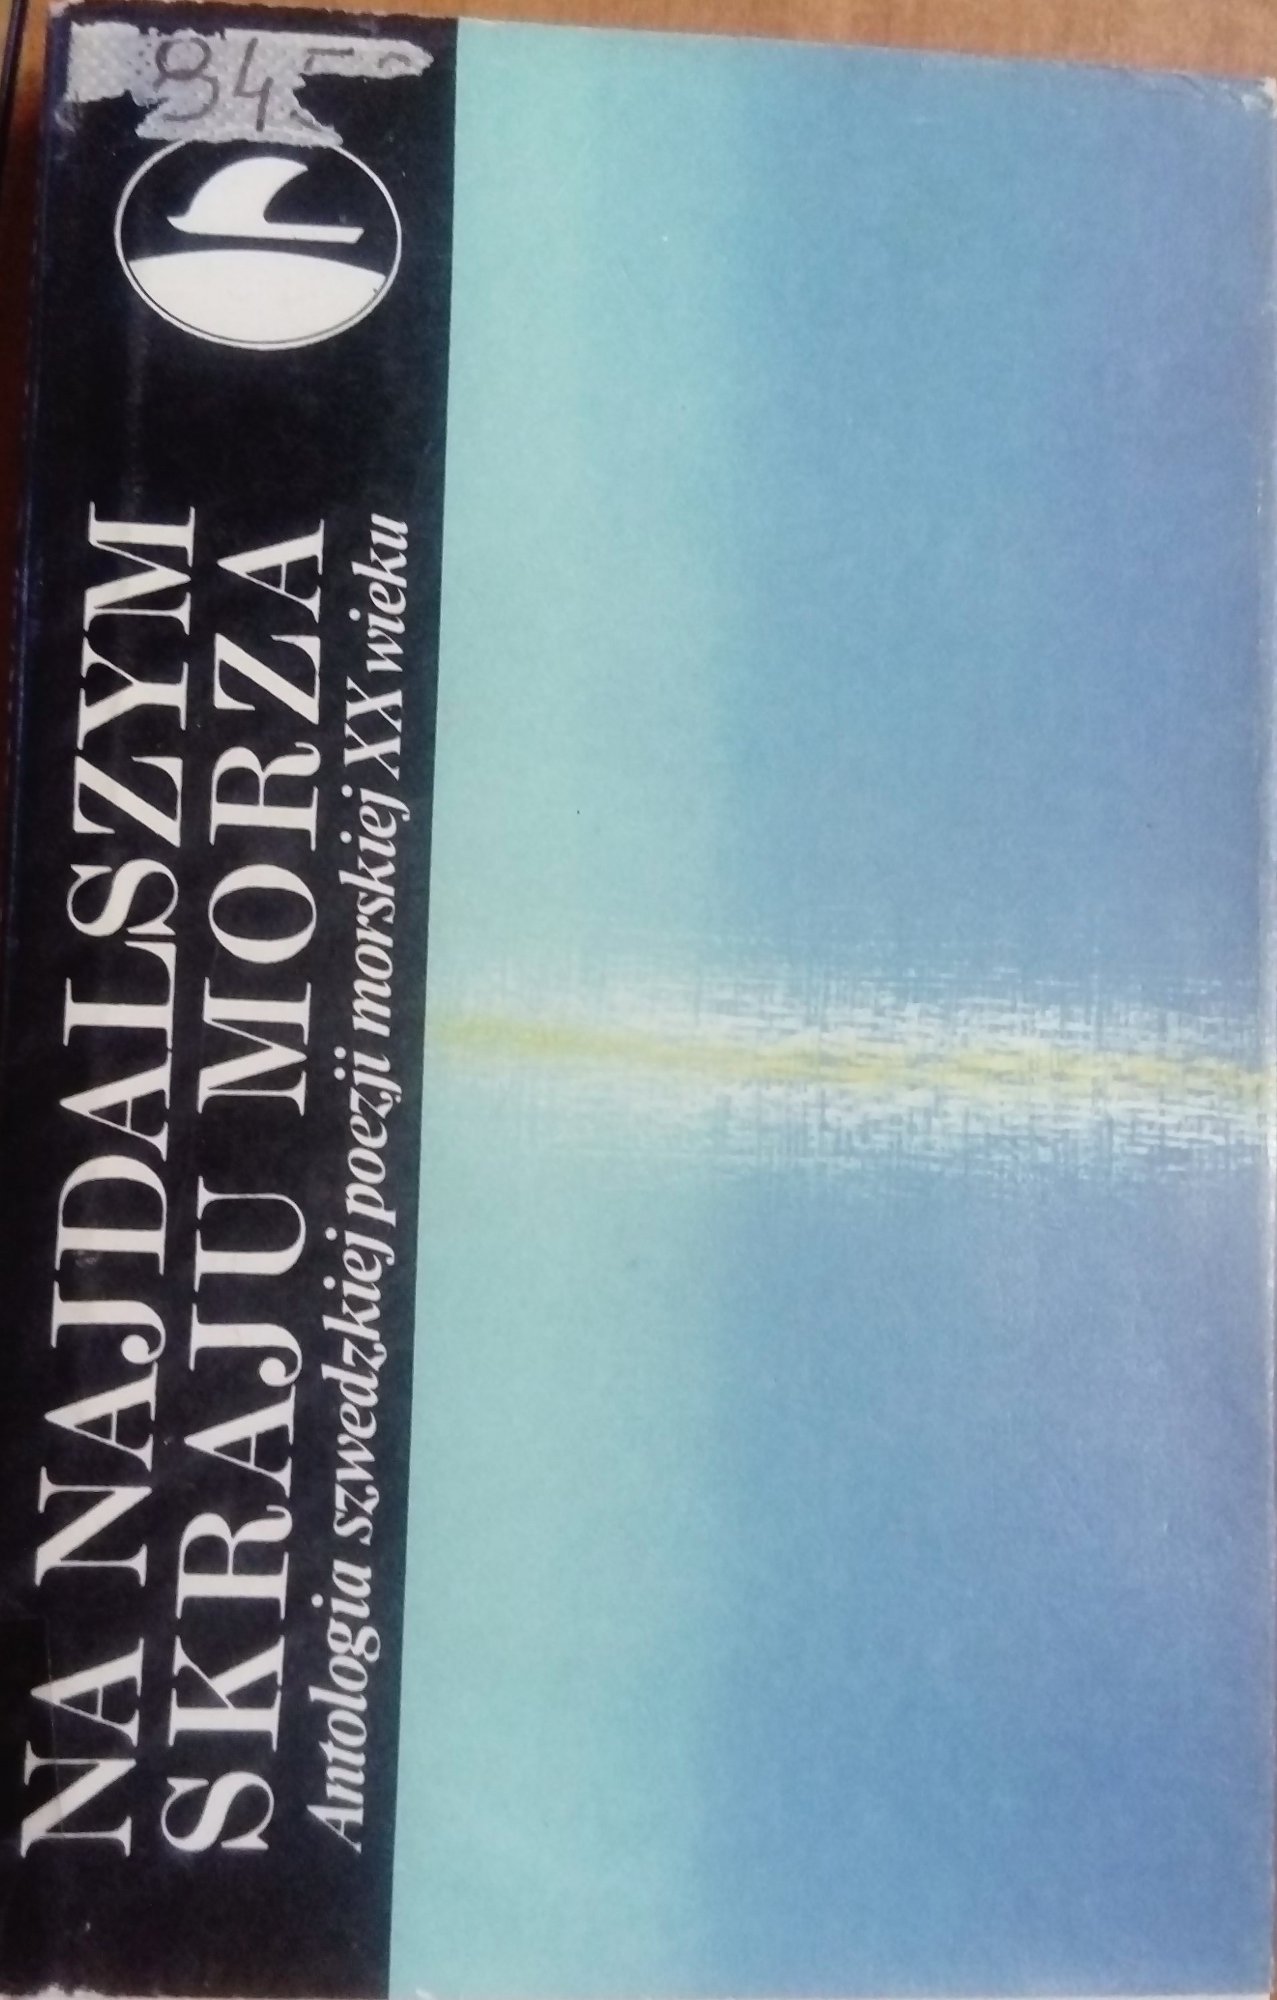 NA NAJDALSZYM
SKRAJU MORZA
Antologia szwedzkiej poezji morskiej XX wieku